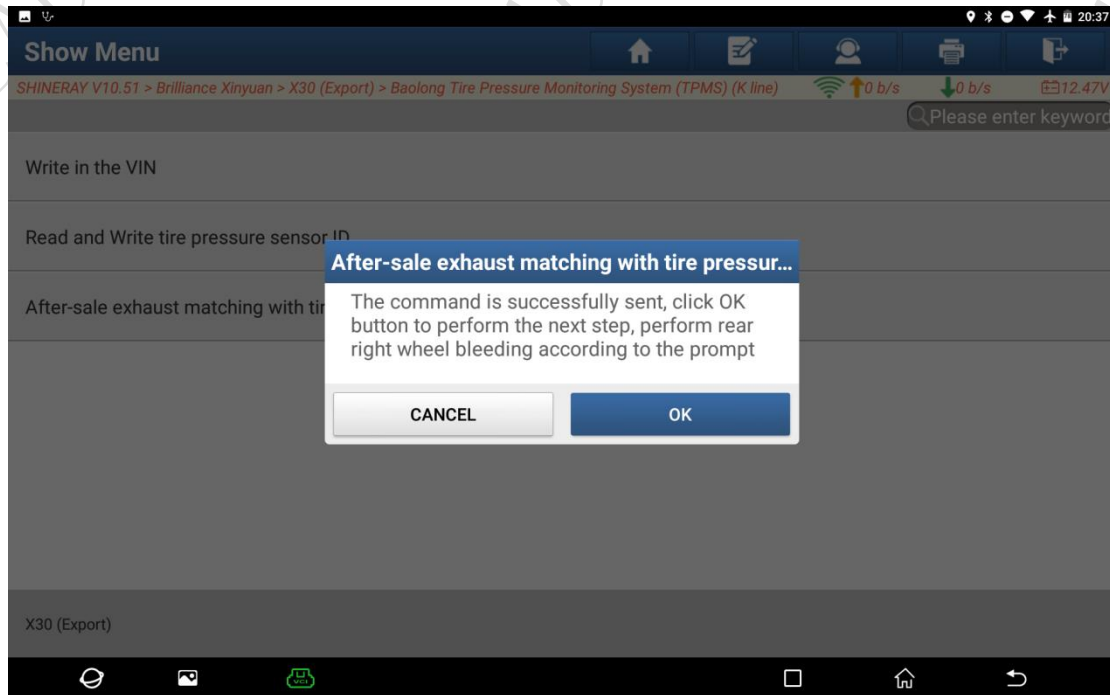 20:37
Show Menu
SHINERAY V10.51 > Brilliance Xinyuan > X30 (Export) > Baolong Tire Pressure Monitoring System (TPMS) (K line) 0 b/s 0 b/s 12.47V
Please enter keyword
Write in the VIN
Read and Write tire pressure sensor ID
After-sale exhaust matching with tir
After-sale exhaust matching with tire pressur...
The command is successfully sent, click OK
button to perform the next step, perform rear
right wheel bleeding according to the prompt
CANCEL OK
X30 (Export)
VCI